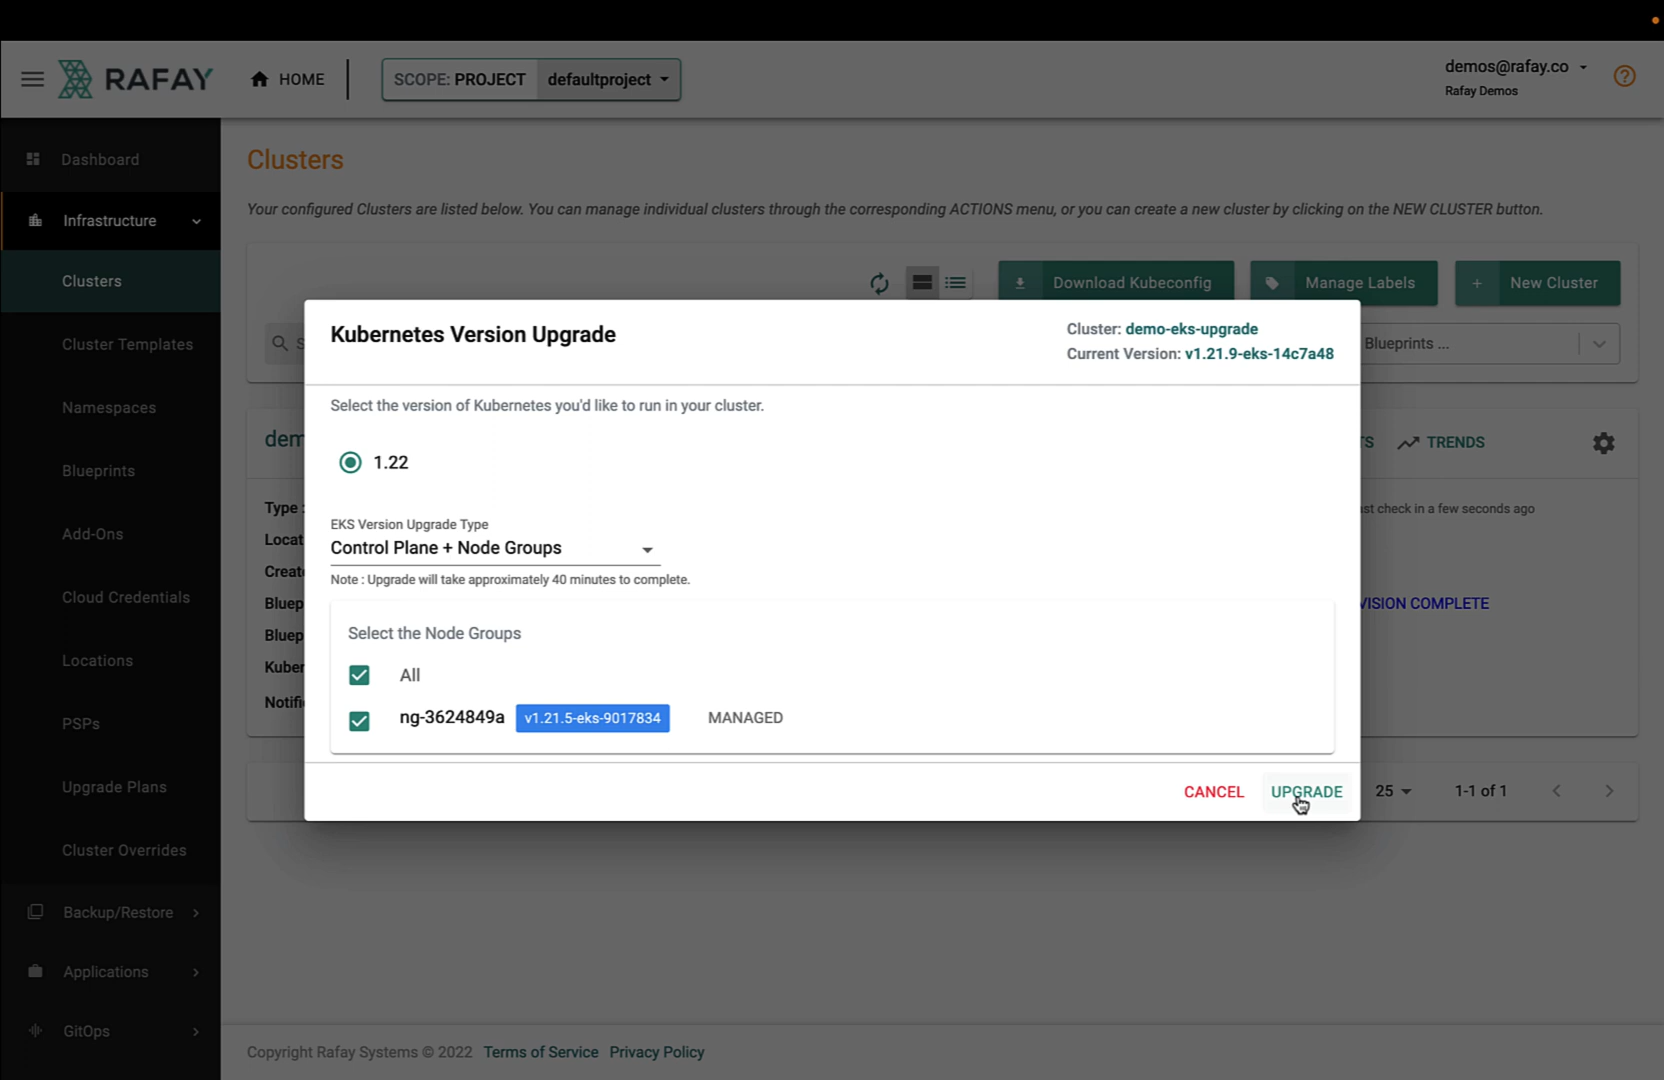 RAFAY
HOME
SCOPE: PROJECT defaultproject
demos@rafay.co
Rafay Demos
Dashboard
Infrastructure
Clusters
Cluster Templates
Namespaces
Blueprints
Add-Ons
Cloud Credentials
Locations
PSPs
Upgrade Plans
Cluster Overrides
Backup/Restore
Applications
GitOps
Clusters
Your configured Clusters are listed below. You can manage individual clusters through the corresponding ACTIONS menu, or you can create a new cluster by clicking on the NEW CLUSTER button.
Download Kubeconfig
Manage Labels
+ New Cluster
Blueprints ...
TRENDS
Type :
check in a few seconds ago
COMPLETE
Kubernetes Version Upgrade
Cluster: demo-eks-upgrade
Current Version: v1.21.9-eks-14c7a48
Select the version of Kubernetes you'd like to run in your cluster.
1.22
EKS Version Upgrade Type
Control Plane + Node Groups
Note : Upgrade will take approximately 40 minutes to complete.
Select the Node Groups
All
ng-3624849a v1.21.5-eks-9017834 MANAGED
CANCEL UPGRADE
25 1-1 of 1
Copyright Rafay Systems © 2022 Terms of Service Privacy Policy